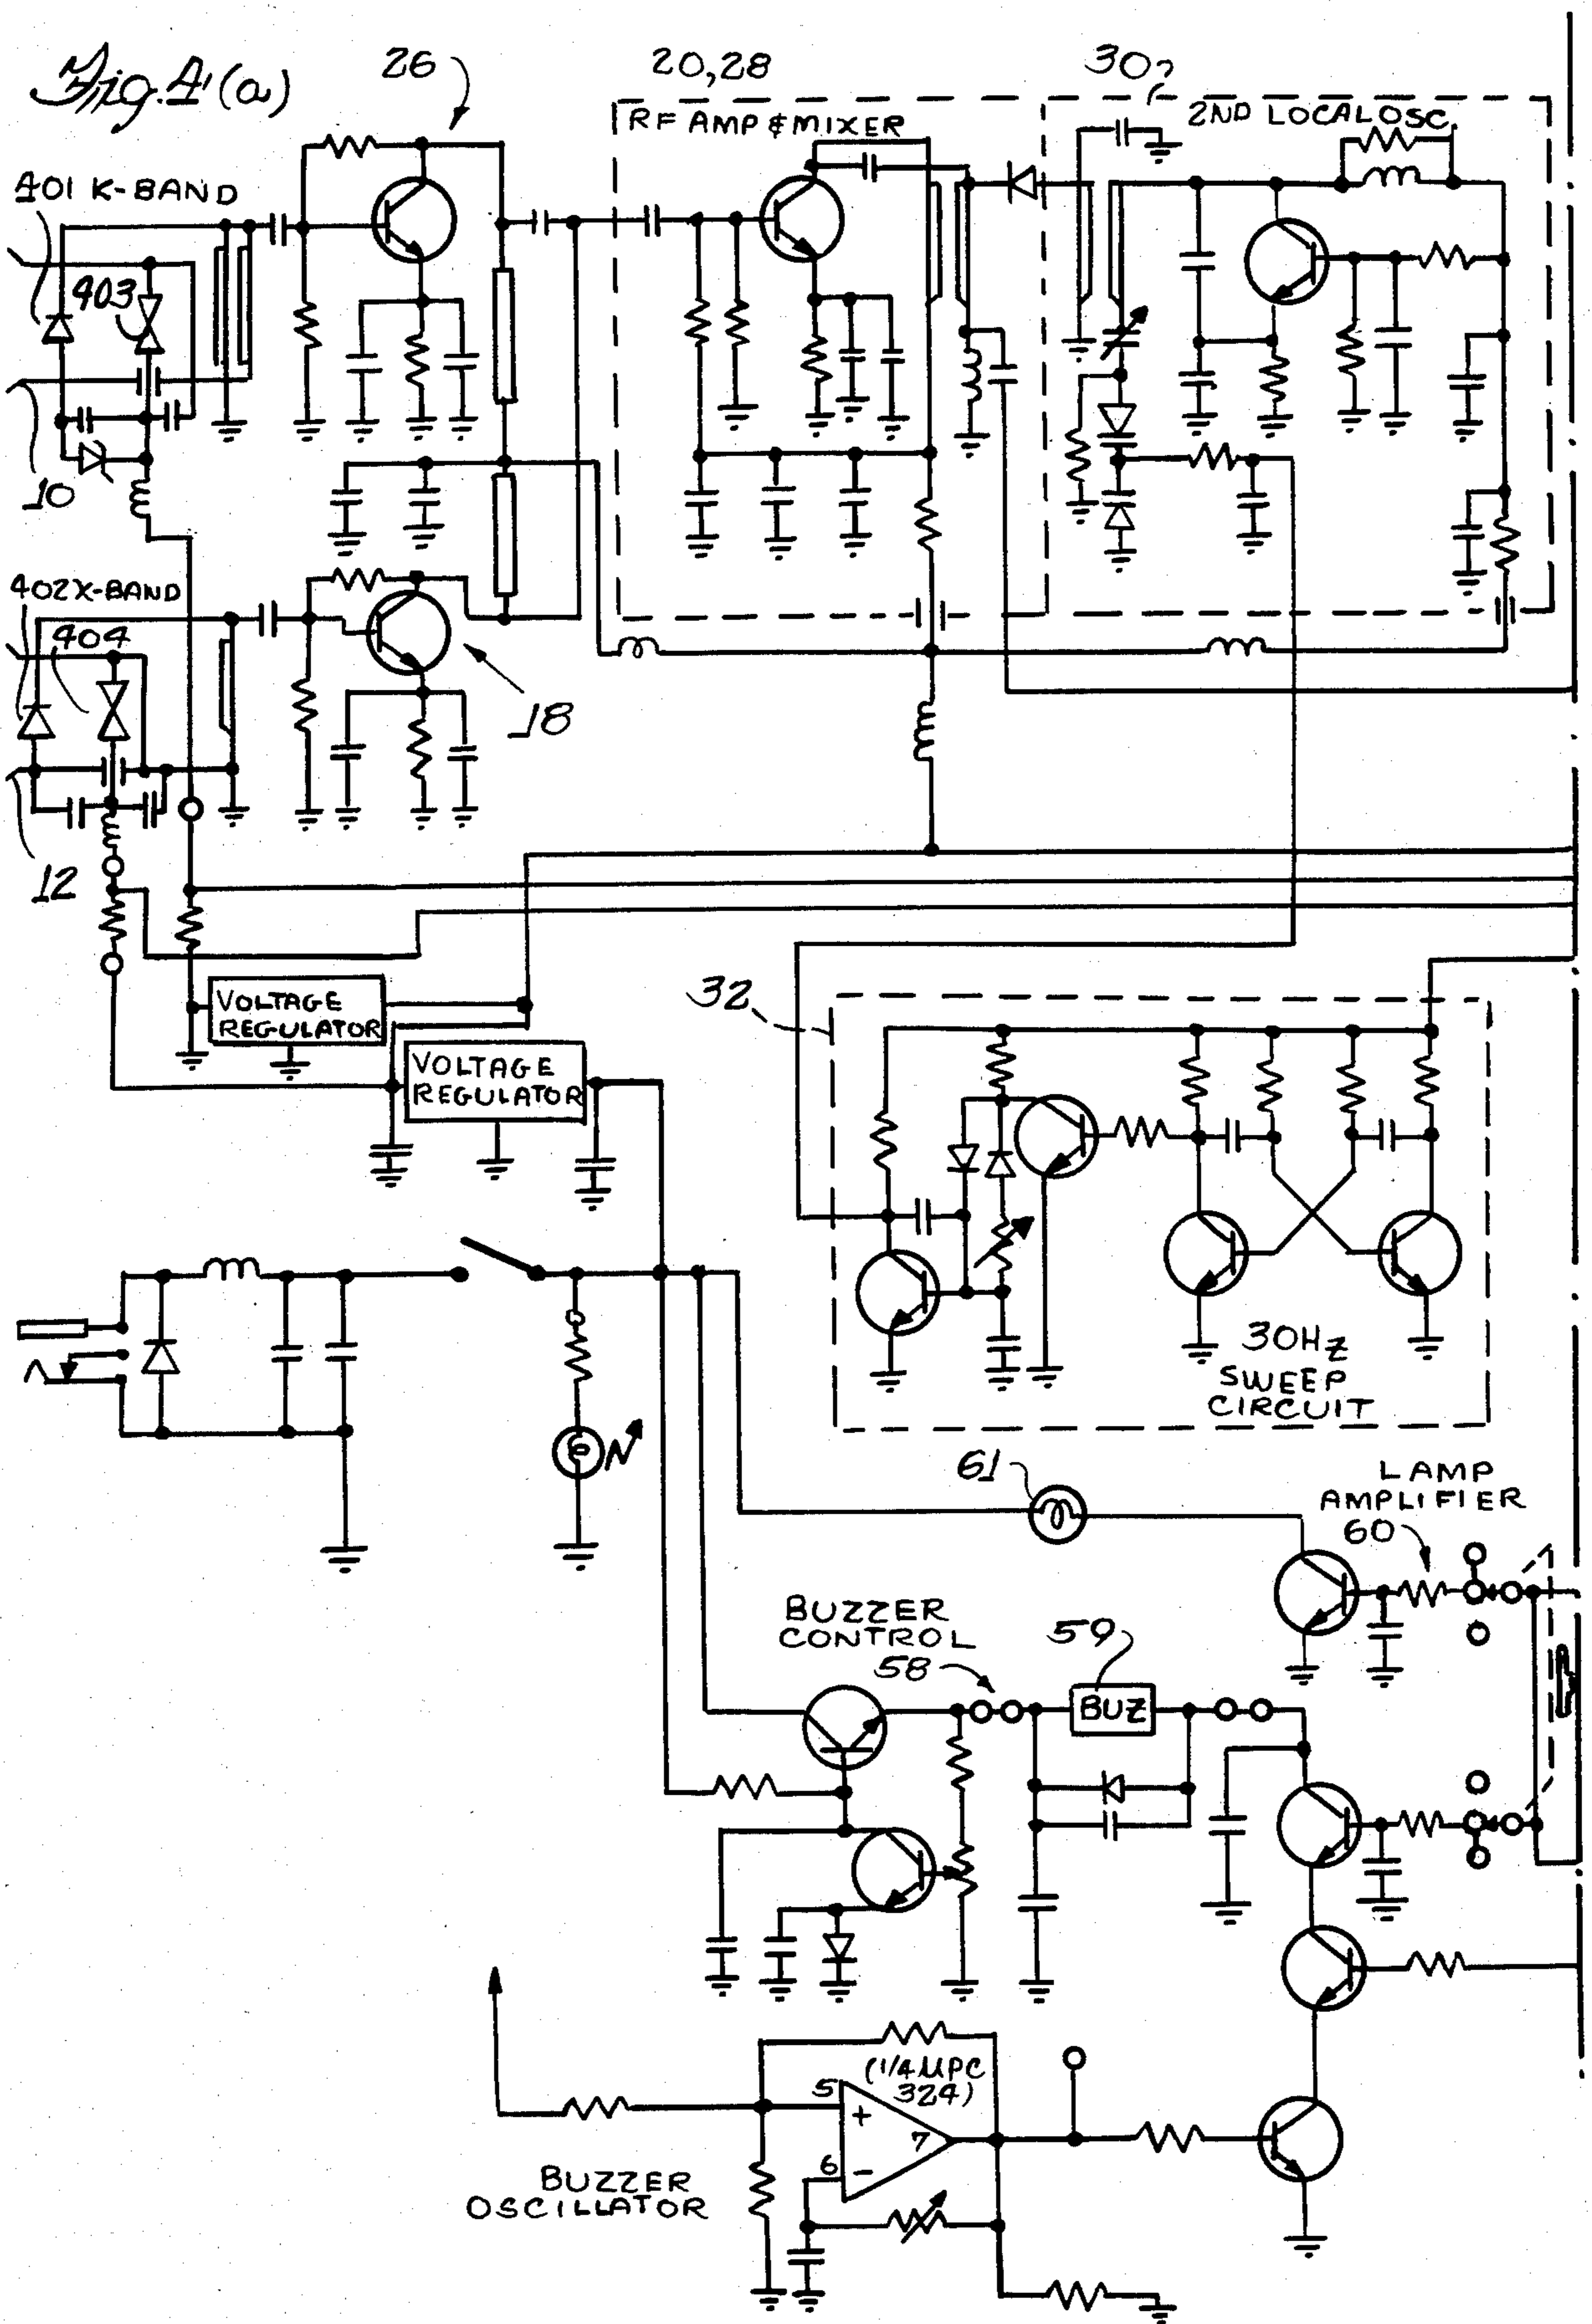 Fig. 4(a)
26
20,28
30
RF AMP & MIXER
2ND LOCAL OSC.
401 K-BAND
403
10
402 X-BAND
404
18
12
VOLTAGE
REGULATOR
VOLTAGE
REGULATOR
32
30HZ
SWEEP
CIRCUIT
61
LAMP
AMPLIFIER
60
BUZZER
CONTROL
58
59
BUZ
(1/4 µPC
324)
5
+
7
6
-
BUZZER
OSCILLATOR